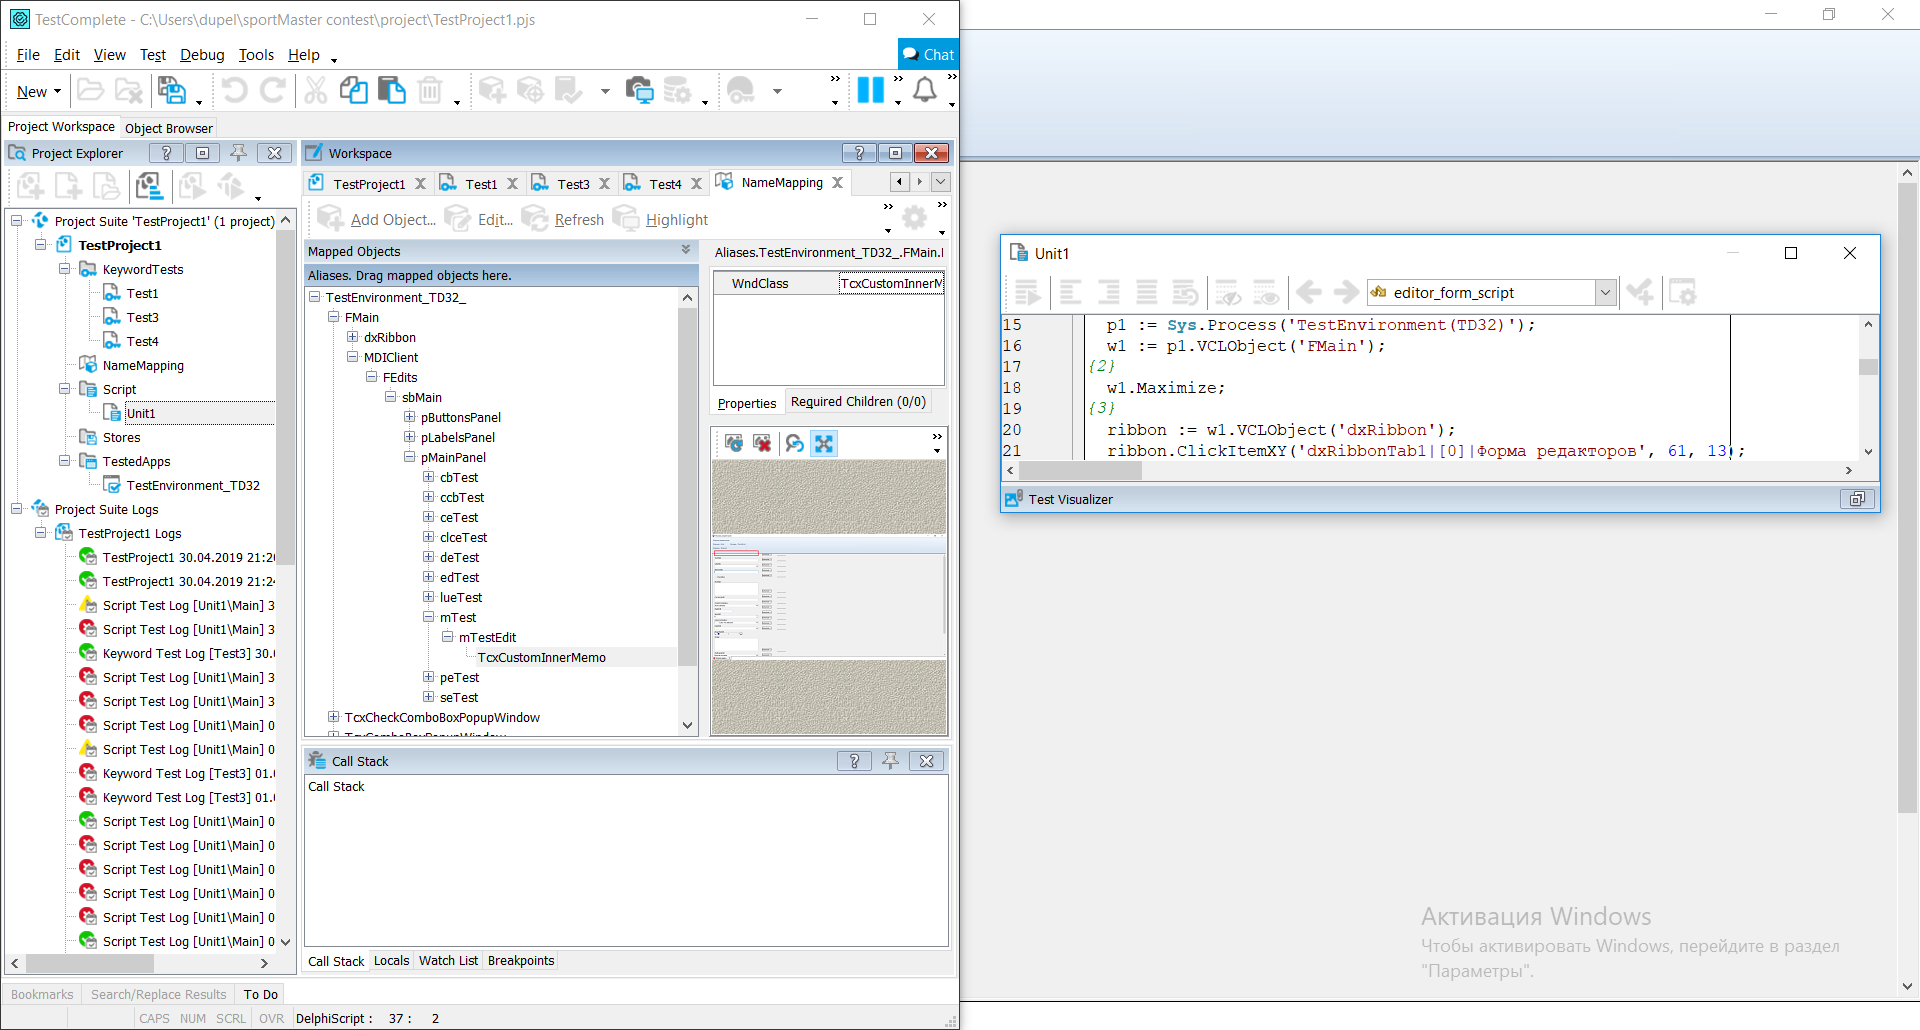 TestComplete - C:\Users\dupel\sportMaster contest\project\TestProject1.pjs
File Edit View Test Debug Tools Help
Chat
New
Project Workspace Object Browser
Project Explorer
Project Suite 'TestProject1' (1 project)
TestProject1
KeywordTests
Test1
Test3
Test4
NameMapping
Script
Unit1
Stores
TestedApps
TestEnvironment_TD32
Project Suite Logs
TestProject1 Logs
TestProject1 30.04.2019 21:20
TestProject1 30.04.2019 21:24
Script Test Log [Unit1\Main] 3
Script Test Log [Unit1\Main] 3
Keyword Test Log [Test3] 30.
Script Test Log [Unit1\Main] 3
Script Test Log [Unit1\Main] 3
Script Test Log [Unit1\Main] 0
Script Test Log [Unit1\Main] 0
Keyword Test Log [Test3] 01.
Keyword Test Log [Test3] 01.
Script Test Log [Unit1\Main] 0
Script Test Log [Unit1\Main] 0
Script Test Log [Unit1\Main] 0
Script Test Log [Unit1\Main] 0
Script Test Log [Unit1\Main] 0
Script Test Log [Unit1\Main] 0
Workspace
TestProject1 Test1 Test3 Test4 NameMapping
Add Object... Edit... Refresh Highlight
Mapped Objects
Aliases. Drag mapped objects here.
TestEnvironment_TD32_
FMain
dxRibbon
MDIClient
FEdits
sbMain
pButtonsPanel
pLabelsPanel
pMainPanel
cbTest
ccbTest
ceTest
clceTest
deTest
edTest
lueTest
mTest
mTestEdit
TcxCustomInnerMemo
peTest
seTest
TcxCheckComboBoxPopupWindow
TcxComboBoxPopupWindow
Aliases.TestEnvironment_TD32_.FMain.
WndClass TcxCustomInnerM
Properties Required Children (0/0)
Call Stack
Call Stack
Call Stack Locals Watch List Breakpoints
Bookmarks Search/Replace Results To Do
CAPS NUM SCRL OVR DelphiScript : 37 : 2
Unit1
editor_form_script
15 p1 := Sys.Process('TestEnvironment(TD32)');
16 w1 := p1.VCLObject('FMain');
17 {2}
18 w1.Maximize;
19 {3}
20 ribbon := w1.VCLObject('dxRibbon');
21 ribbon.ClickItemXY('dxRibbonTab1|[0]|Форма редакторов', 61, 13);
Test Visualizer
Активация Windows
Чтобы активировать Windows, перейдите в раздел
"Параметры".